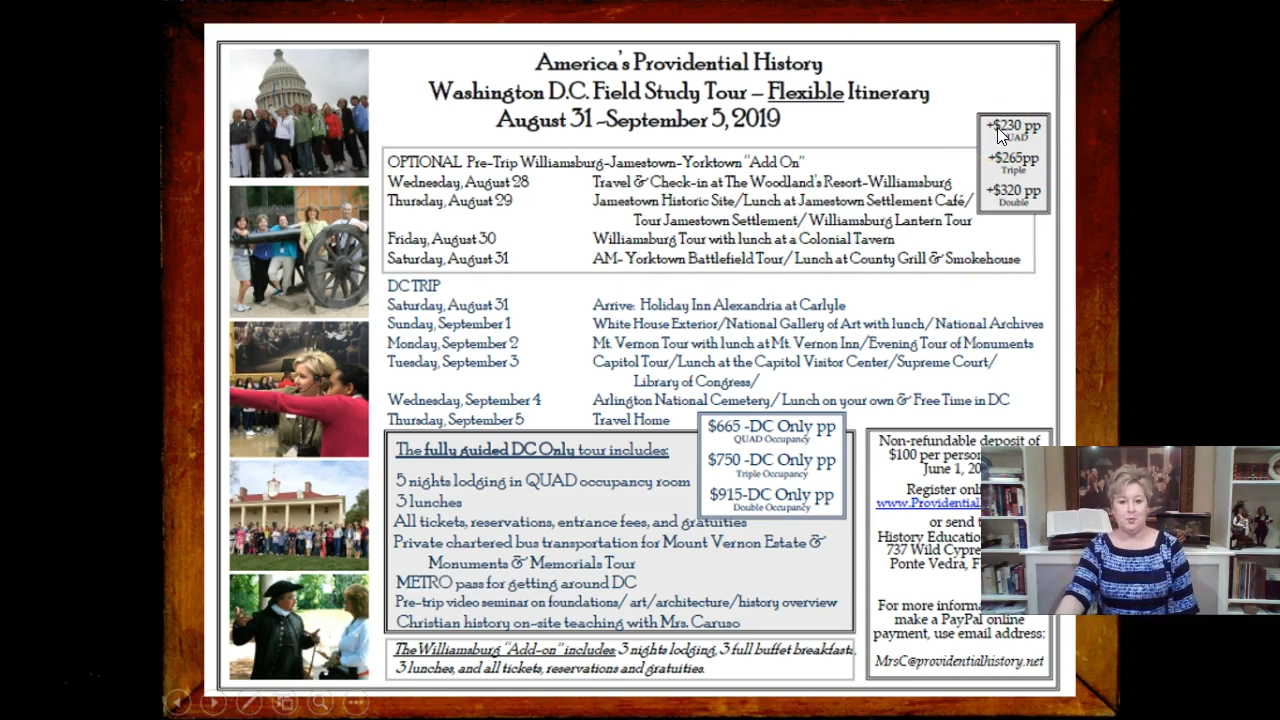 America's Providential History
Washington D.C. Field Study Tour – Flexible Itinerary
August 31 -September 5, 2019
+$230 pp
QUAD
+$265pp
Triple
+$320 pp
Double
OPTIONAL Pre-Trip Williamsburg-Jamestown-Yorktown "Add On"
Wednesday, August 28 Travel & Check-in at The Woodland's Resort-Williamsburg
Thursday, August 29 Jamestown Historic Site/Lunch at Jamestown Settlement Café/
Tour Jamestown Settlement/ Williamsburg Lantern Tour
Friday, August 30 Williamsburg Tour with lunch at a Colonial Tavern
Saturday, August 31 AM- Yorktown Battlefield Tour/ Lunch at County Grill & Smokehouse
DC TRIP
Saturday, August 31 Arrive: Holiday Inn Alexandria at Carlyle
Sunday, September 1 White House Exterior/National Gallery of Art with lunch/ National Archives
Monday, September 2 Mt. Vernon Tour with lunch at Mt. Vernon Inn/Evening Tour of Monuments
Tuesday, September 3 Capitol Tour/Lunch at the Capitol Visitor Center/Supreme Court/
Library of Congress/
Wednesday, September 4 Arlington National Cemetery/ Lunch on your own & Free Time in DC
Thursday, September 5 Travel Home
$665 -DC Only pp
QUAD Occupancy
$750 -DC Only pp
Triple Occupancy
$915-DC Only pp
Double Occupancy
The fully guided DC Only tour includes:
5 nights lodging in QUAD occupancy room
3 lunches
All tickets, reservations, entrance fees, and gratuities
Private chartered bus transportation for Mount Vernon Estate &
Monuments & Memorials Tour
METRO pass for getting around DC
Pre-trip video seminar on foundations/ art/architecture/history overview
Christian history on-site teaching with Mrs. Caruso
The Williamsburg "Add-on" includes: 3 nights lodging, 3 full buffet breakfasts,
3 lunches, and all tickets, reservations and gratuities.
Non-refundable deposit of
$100 per person
June 1, 20
Register
www.Providential
or send
History
737 Wild
Ponte Vedra,
For more
make a PayPal online
payment, use email address:
MrsC@providentialhistory.net